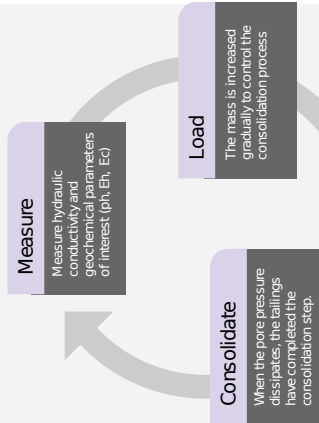 Measure
Measure hydraulic
conductivity and
geochemical parameters
of interest (ph, Eh, Ec)
Load
The mass is increased
gradually to control the
consolidation process
Consolidate
When the pore pressure
dissipates, the tailings
have completed the
consolidation step.